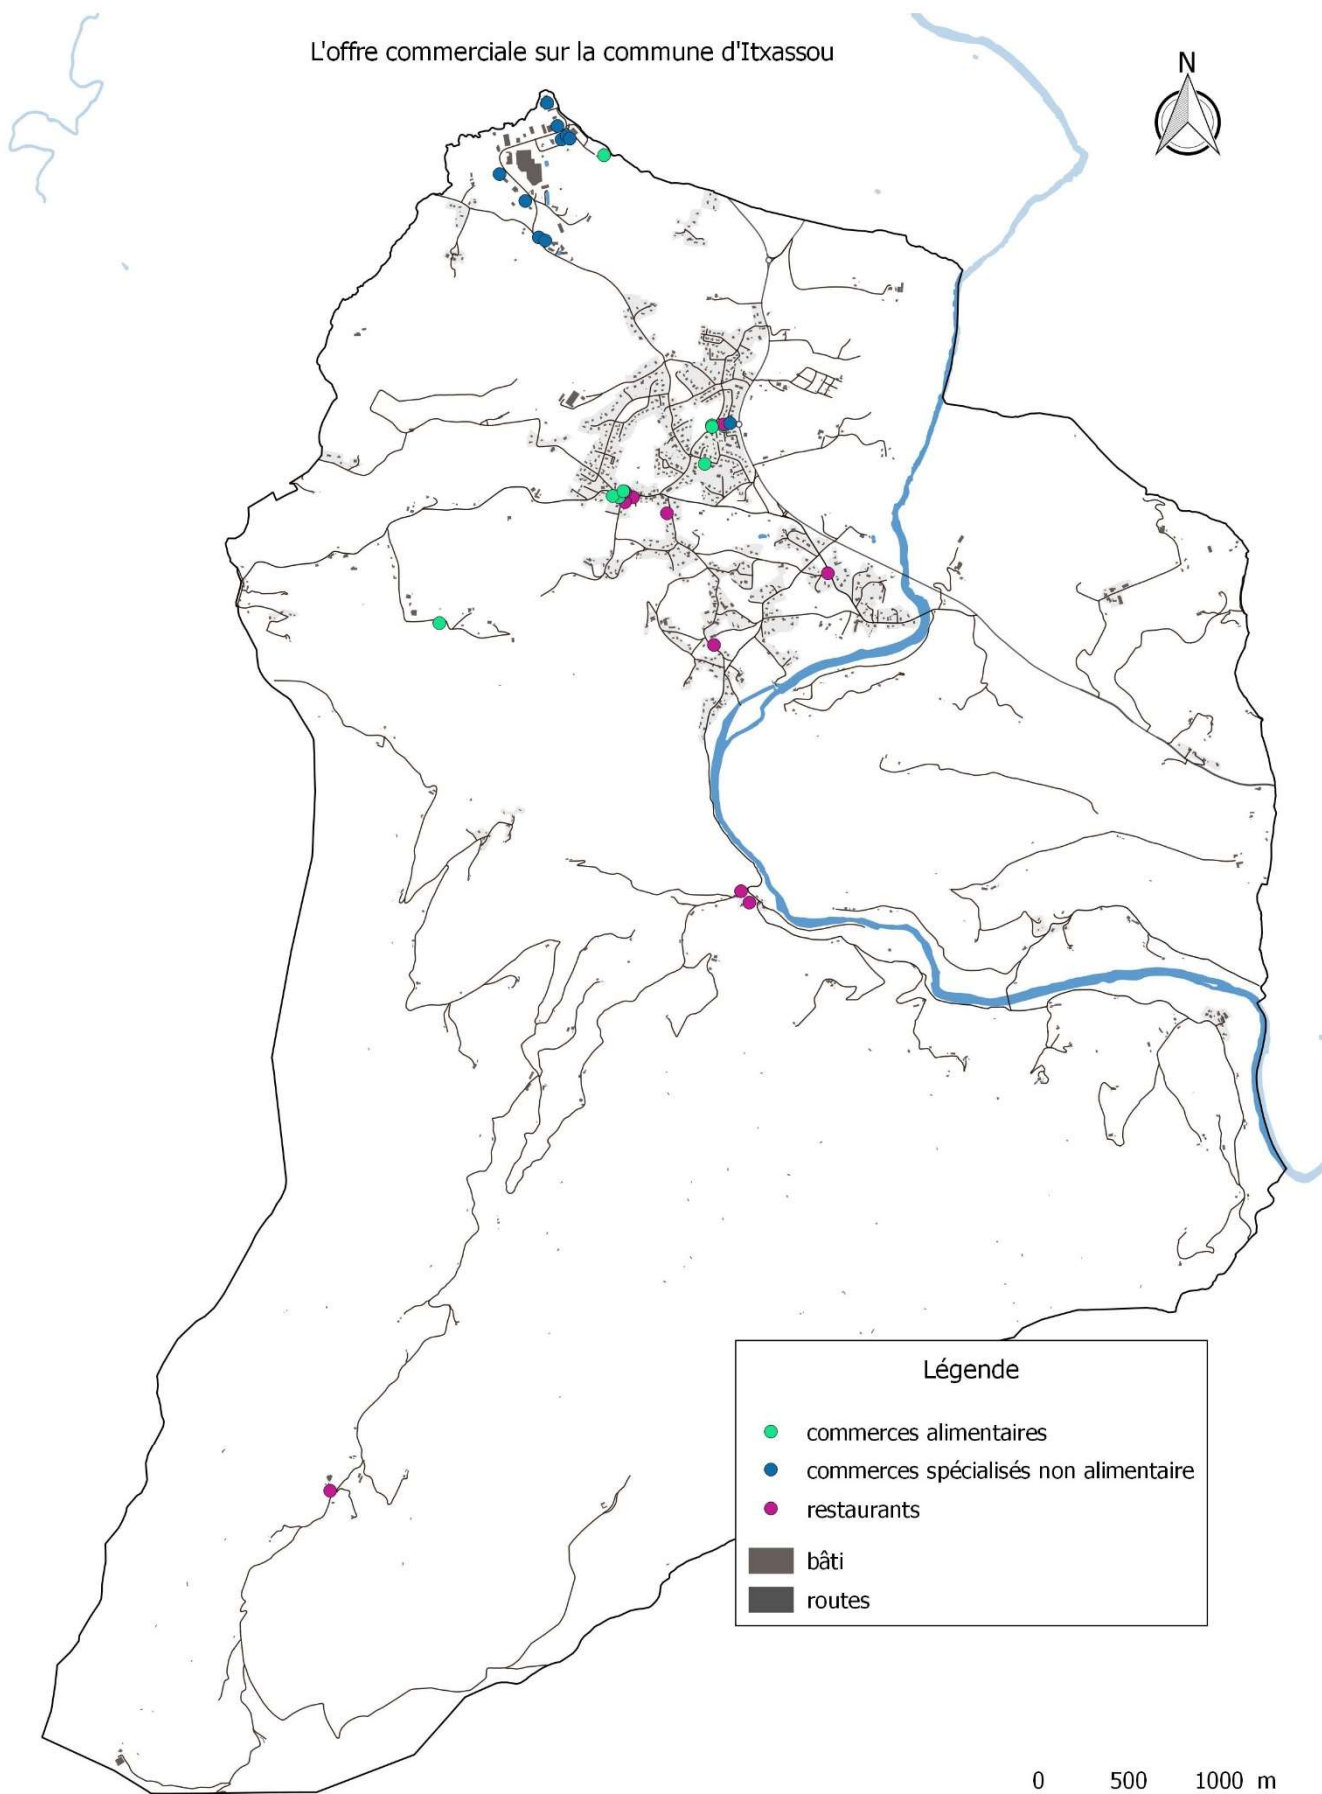 L'offre commerciale sur la commune d'Itxassou
N
Légende
commerces alimentaires
commerces spécialisés non alimentaire
restaurants
bâti
routes
0 500 1000 m